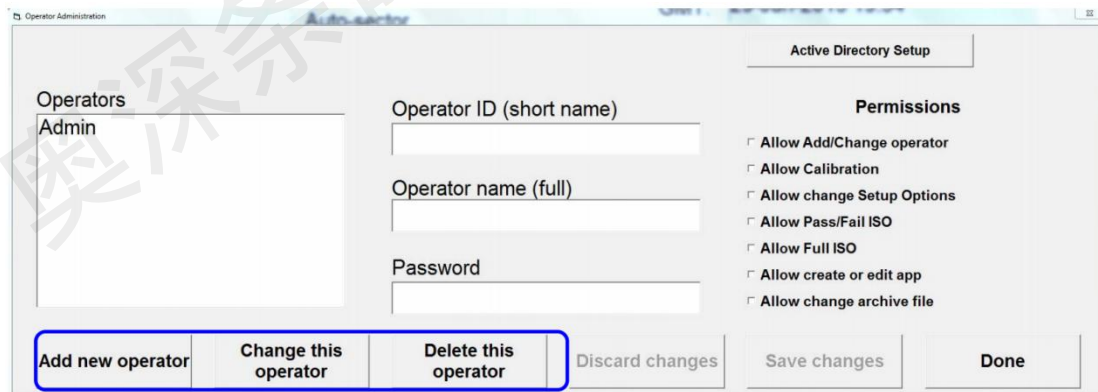 Operator Administration
Auto-sector
Active Directory Setup
Operators
Admin
Operator ID (short name)
Operator name (full)
Password
Permissions
Allow Add/Change operator
Allow Calibration
Allow change Setup Options
Allow Pass/Fail ISO
Allow Full ISO
Allow create or edit app
Allow change archive file
Add new operator
Change this
operator
Delete this
operator
Discard changes
Save changes
Done